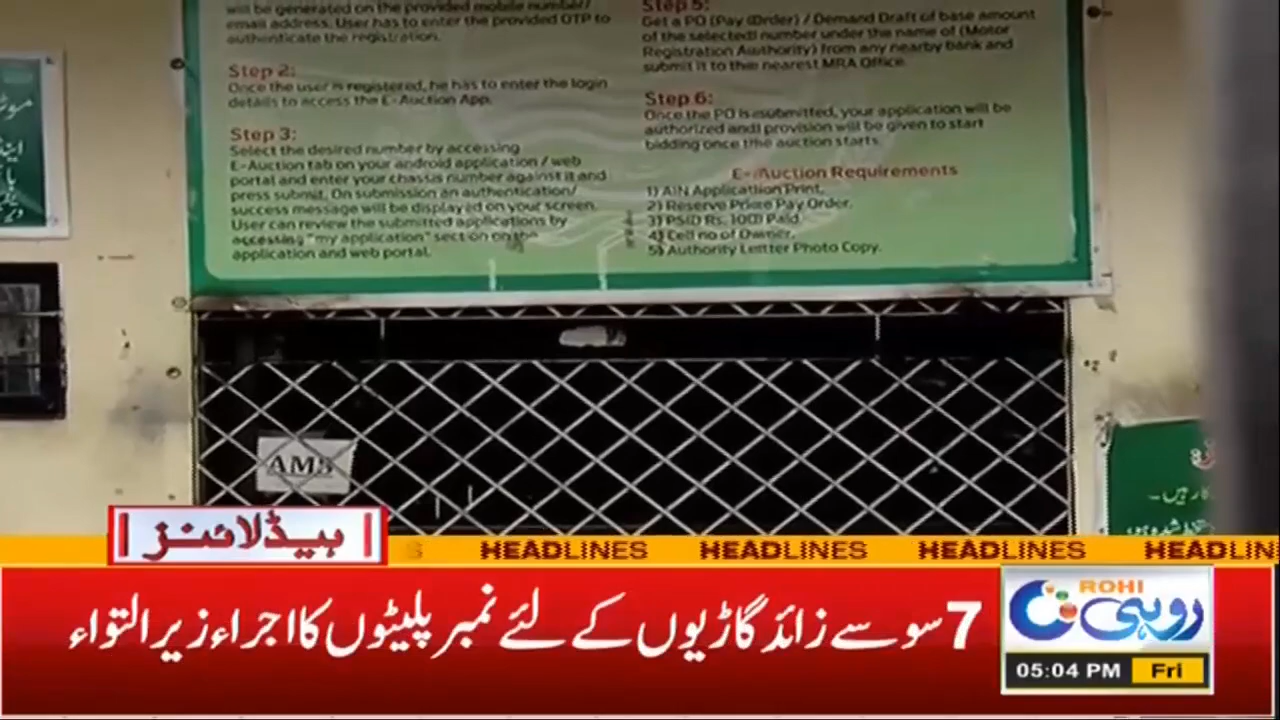 will be generated on the provided mobile number/
email address. User has to enter the provided OTP to
authenticate the registration.
Step 2:
Once the user is registered, he has to enter the login
details to access the E-Auction App.
Step 3:
Select the desired number by accessing
E-Auction tab on your android application / web
portal and enter your chassis number against it and
press submit. On submission an authentication/
success message will be displayed on your screen.
User can review the submitted applications by
accessing "my application" section on the
application and web portal.
Step 5:
Get a PO (Pay Order) / Demand Draft of base amount
of the selected number under the name of (Motor
Registration Authority) from any nearby bank and
submit it to the nearest MRA Office.
Step 6:
Once the PO is submitted, your application will be
authorized and provision will be given to start
bidding once the auction starts.
E-Auction Requirements
1) AIN Application Print.
2) Reserve Price Pay Order.
3) PSID Rs. 100 Paid.
4) Cell no of Owner.
5) Authority Letter Photo Copy.
AMS
ہیڈلائنز
HEADLINES HEADLINES HEADLINES HEADLIN
7 سو سے زائد گاڑیوں کے لئے نمبر پلیٹوں کا اجراء زیر التواء
ROHI
روہی
05:04 PM Fri